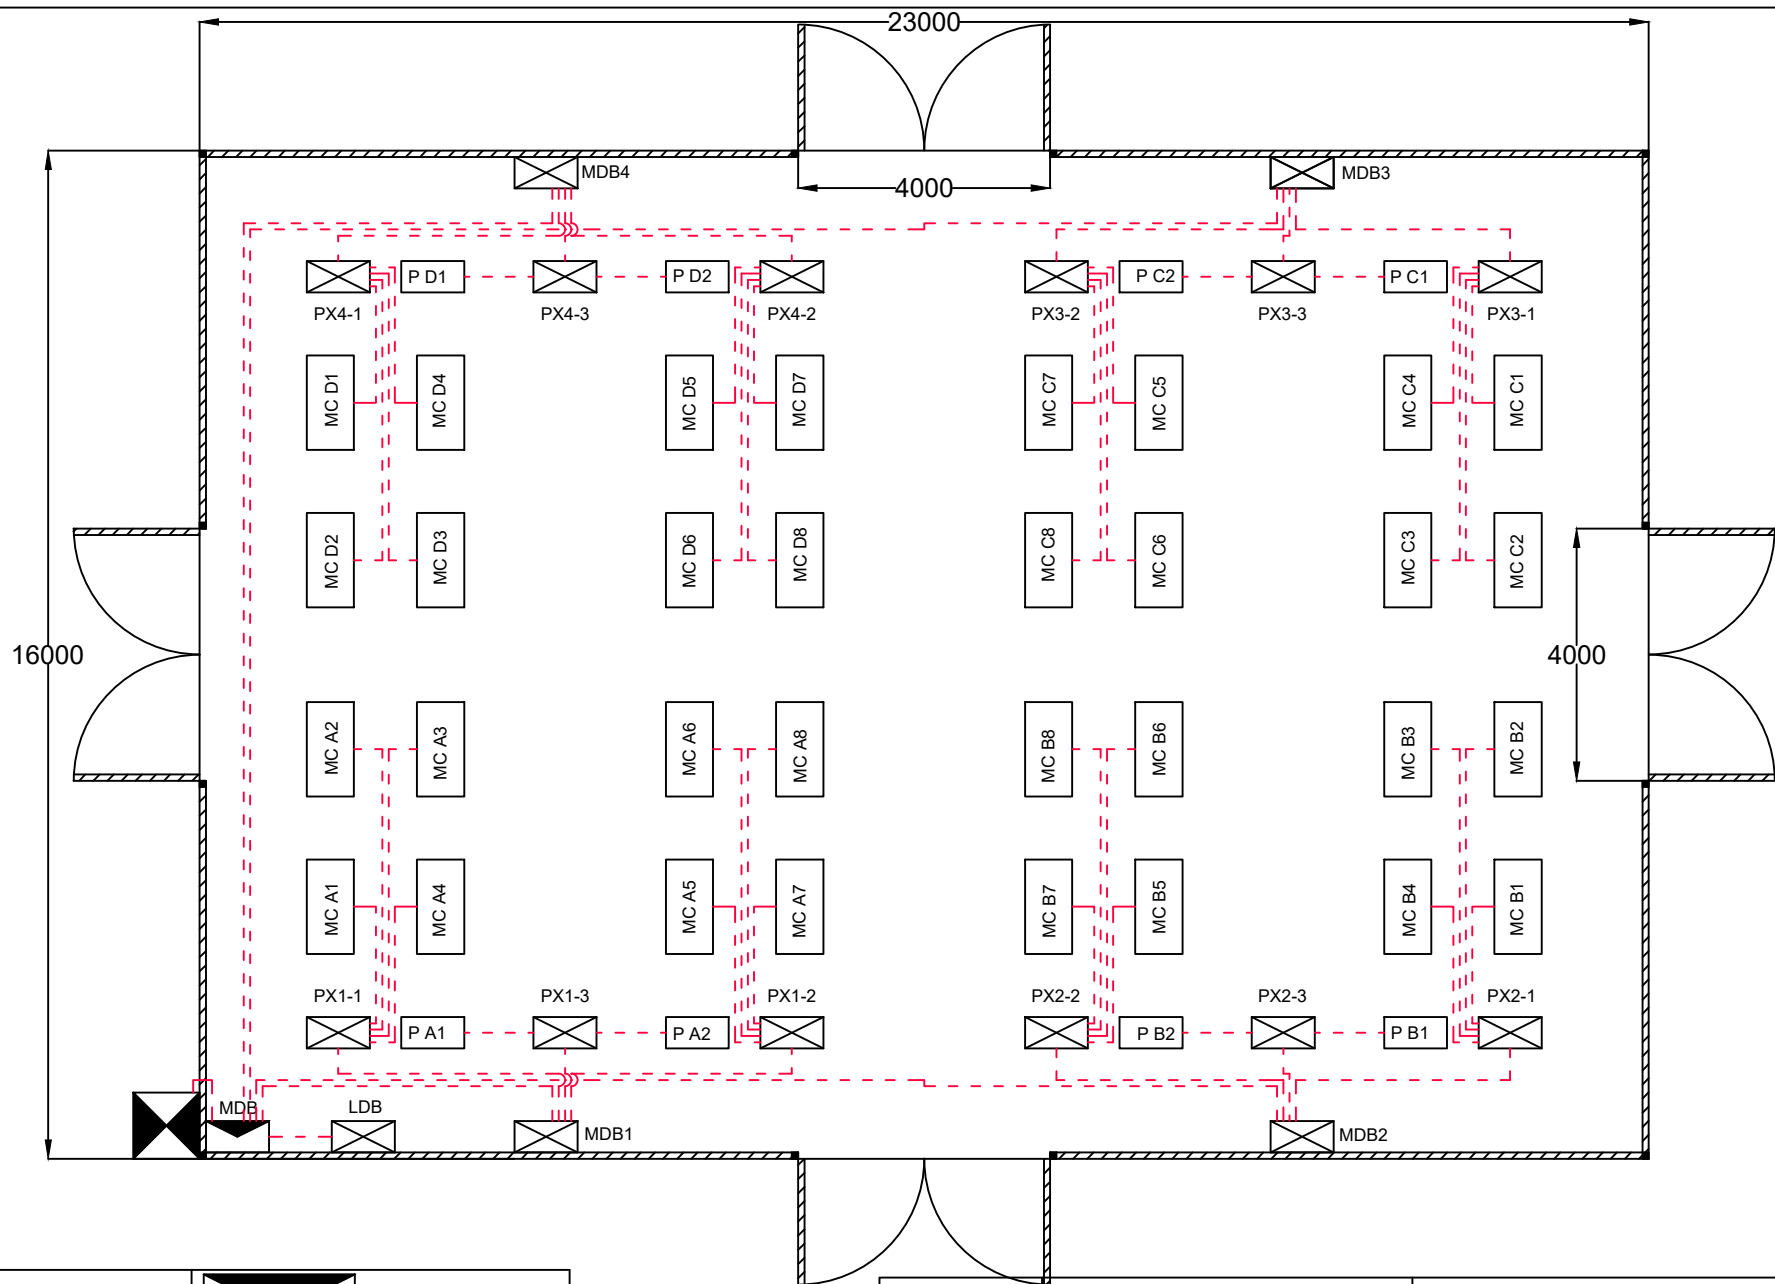 23000
MDB4
4000
MDB3
P D1
P D2
P C2
P C1
PX4-1
PX4-3
PX4-2
PX3-2
PX3-3
PX3-1
MC D1
MC D4
MC D5
MC D7
MC C7
MC C5
MC C4
MC C1
MC D2
MC D3
MC D6
MC D8
MC C8
MC C6
MC C3
MC C2
16000
4000
MC A2
MC A3
MC A6
MC A8
MC B8
MC B6
MC B3
MC B2
MC A1
MC A4
MC A5
MC A7
MC B7
MC B5
MC B4
MC B1
PX1-1
PX1-3
PX1-2
PX2-2
PX2-3
PX2-1
P A1
P A2
P B2
P B1
MDB
LDB
MDB1
MDB2